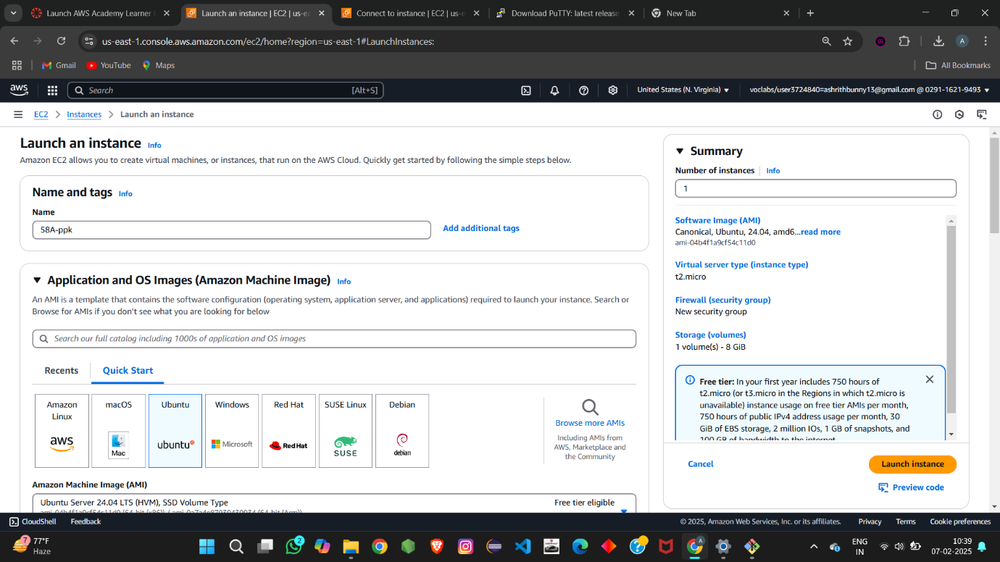 Launch AWS Academy Learner
Launch an instance | EC2 | us-ea
Connect to instance | EC2 | us-e
Download PuTTY: latest release
New Tab
us-east-1.console.aws.amazon.com/ec2/home?region=us-east-1#LaunchInstances:
A
Gmail
YouTube
Maps
All Bookmarks
aws
Search
[Alt+S]
United States (N. Virginia)
voclabs/user3724840=ashrithbunny13@gmail.com @ 0291-1621-9493
EC2
Instances
Launch an instance
Launch an instance Info
Amazon EC2 allows you to create virtual machines, or instances, that run on the AWS Cloud. Quickly get started by following the simple steps below.
Name and tags Info
Name
58A-ppk
Add additional tags
Application and OS Images (Amazon Machine Image) Info
An AMI is a template that contains the software configuration (operating system, application server, and applications) required to launch your instance. Search or
Browse for AMIs if you don't see what you are looking for below
Search our full catalog including 1000s of application and OS images
Recents
Quick Start
Amazon
Linux
aws
macOS
Mac
Ubuntu
ubuntu
Windows
Microsoft
Red Hat
Red Hat
SUSE Linux
SUSE
Debian
debian
Browse more AMIs
Including AMIs from
AWS, Marketplace and
the Community
Amazon Machine Image (AMI)
Ubuntu Server 24.04 LTS (HVM), SSD Volume Type
Free tier eligible
Summary
Number of instances Info
1
Software Image (AMI)
Canonical, Ubuntu, 24.04, amd6...read more
ami-04b4f1a9cf54c11d0
Virtual server type (instance type)
t2.micro
Firewall (security group)
New security group
Storage (volumes)
1 volume(s) - 8 GiB
Free tier: In your first year includes 750 hours of
t2.micro (or t3.micro in the Regions in which t2.micro is
unavailable) instance usage on free tier AMIs per month,
750 hours of public IPv4 address usage per month, 30
GiB of EBS storage, 2 million IOs, 1 GB of snapshots, and
100 GB of bandwidth to the internet.
Cancel
Launch instance
Preview code
CloudShell
Feedback
© 2025, Amazon Web Services, Inc. or its affiliates.
Privacy
Terms
Cookie preferences
7
77°F
Haze
2
ENG
IN
10:39
07-02-2025